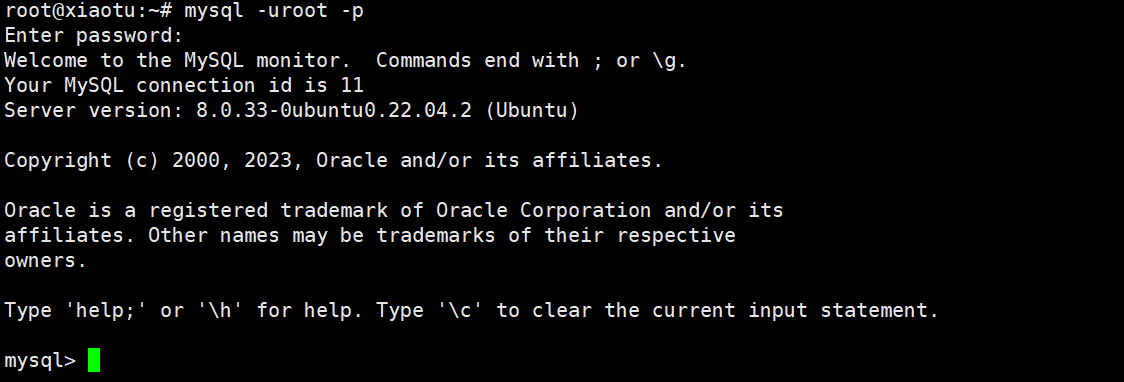 root@xiaotu:~# mysql -uroot -p
Enter password:
Welcome to the MySQL monitor.  Commands end with ; or \g.
Your MySQL connection id is 11
Server version: 8.0.33-0ubuntu0.22.04.2 (Ubuntu)
Copyright (c) 2000, 2023, Oracle and/or its affiliates.
Oracle is a registered trademark of Oracle Corporation and/or its
affiliates. Other names may be trademarks of their respective
owners.
Type 'help;' or '\h' for help. Type '\c' to clear the current input statement.
mysql>